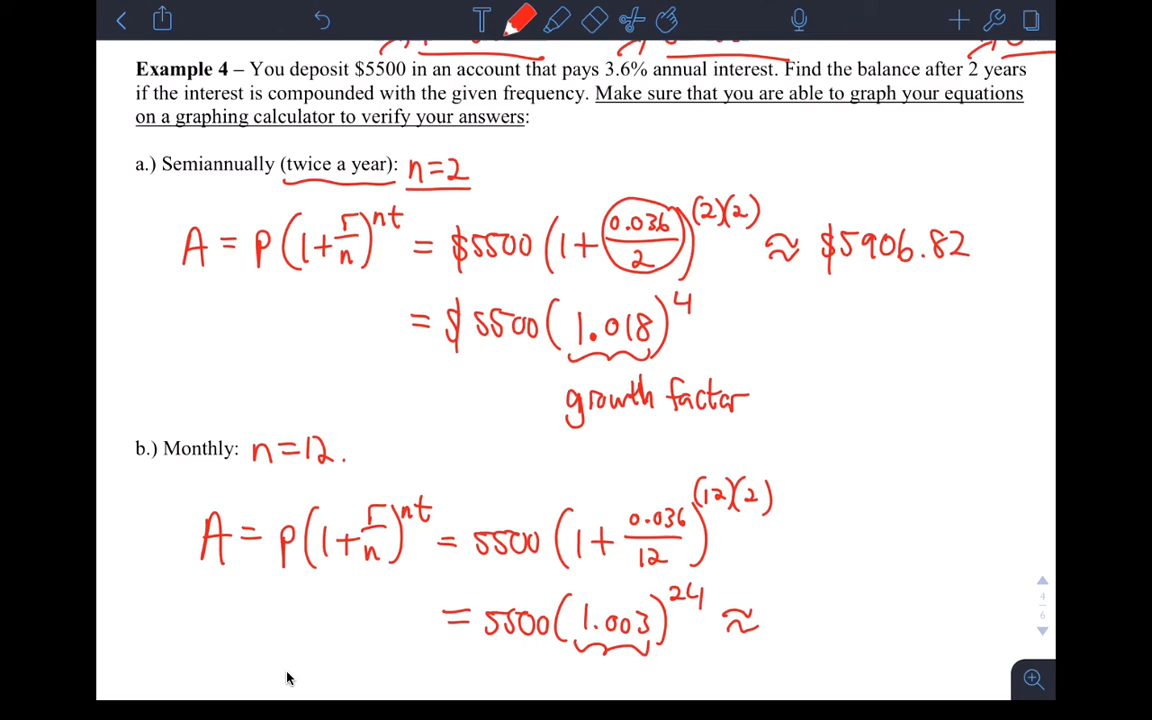 Example 4 – You deposit $5500 in an account that pays 3.6% annual interest. Find the balance after 2 years
if the interest is compounded with the given frequency. Make sure that you are able to graph your equations
on a graphing calculator to verify your answers:
a.) Semiannually (twice a year): n=2
A = P(1+r/n)^nt = $5500(1+0.036/2)^(2)(2) ≈ $5906.82
= $5500(1.018)^4
growth factor
b.) Monthly: n=12.
A = P(1+r/n)^nt = 5500(1+0.036/12)^(12)(2)
= 5500(1.003)^24 ≈
4
6